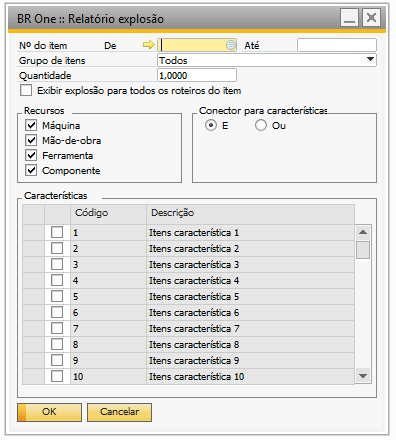 BR One :: Relatório explosão
Nº do item De Até
Grupo de itens Todos
Quantidade 1,0000
Exibir explosão para todos os roteiros do item
Recursos
Máquina
Mão-de-obra
Ferramenta
Componente
Conector para características
E Ou
Características
Código Descrição
1 Itens característica 1
2 Itens característica 2
3 Itens característica 3
4 Itens característica 4
5 Itens característica 5
6 Itens característica 6
7 Itens característica 7
8 Itens característica 8
9 Itens característica 9
10 Itens característica 10
OK Cancelar